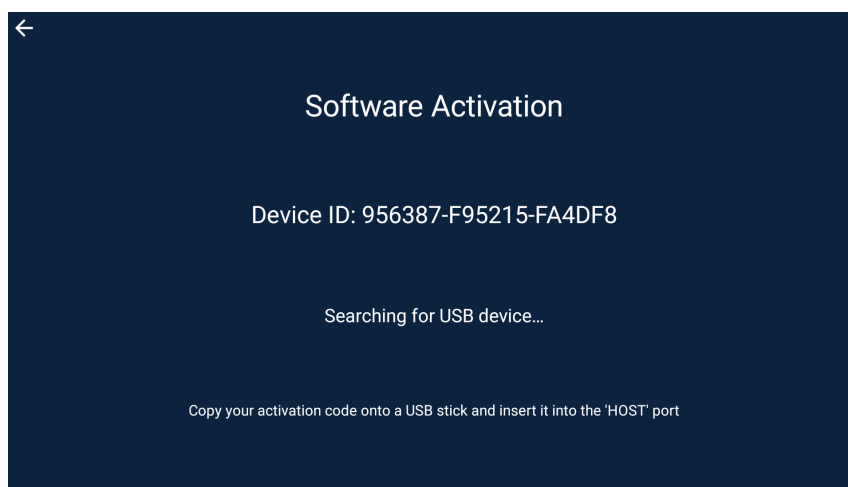 Software Activation
Device ID: 956387-F95215-FA4DF8
Searching for USB device...
Copy your activation code onto a USB stick and insert it into the 'HOST' port